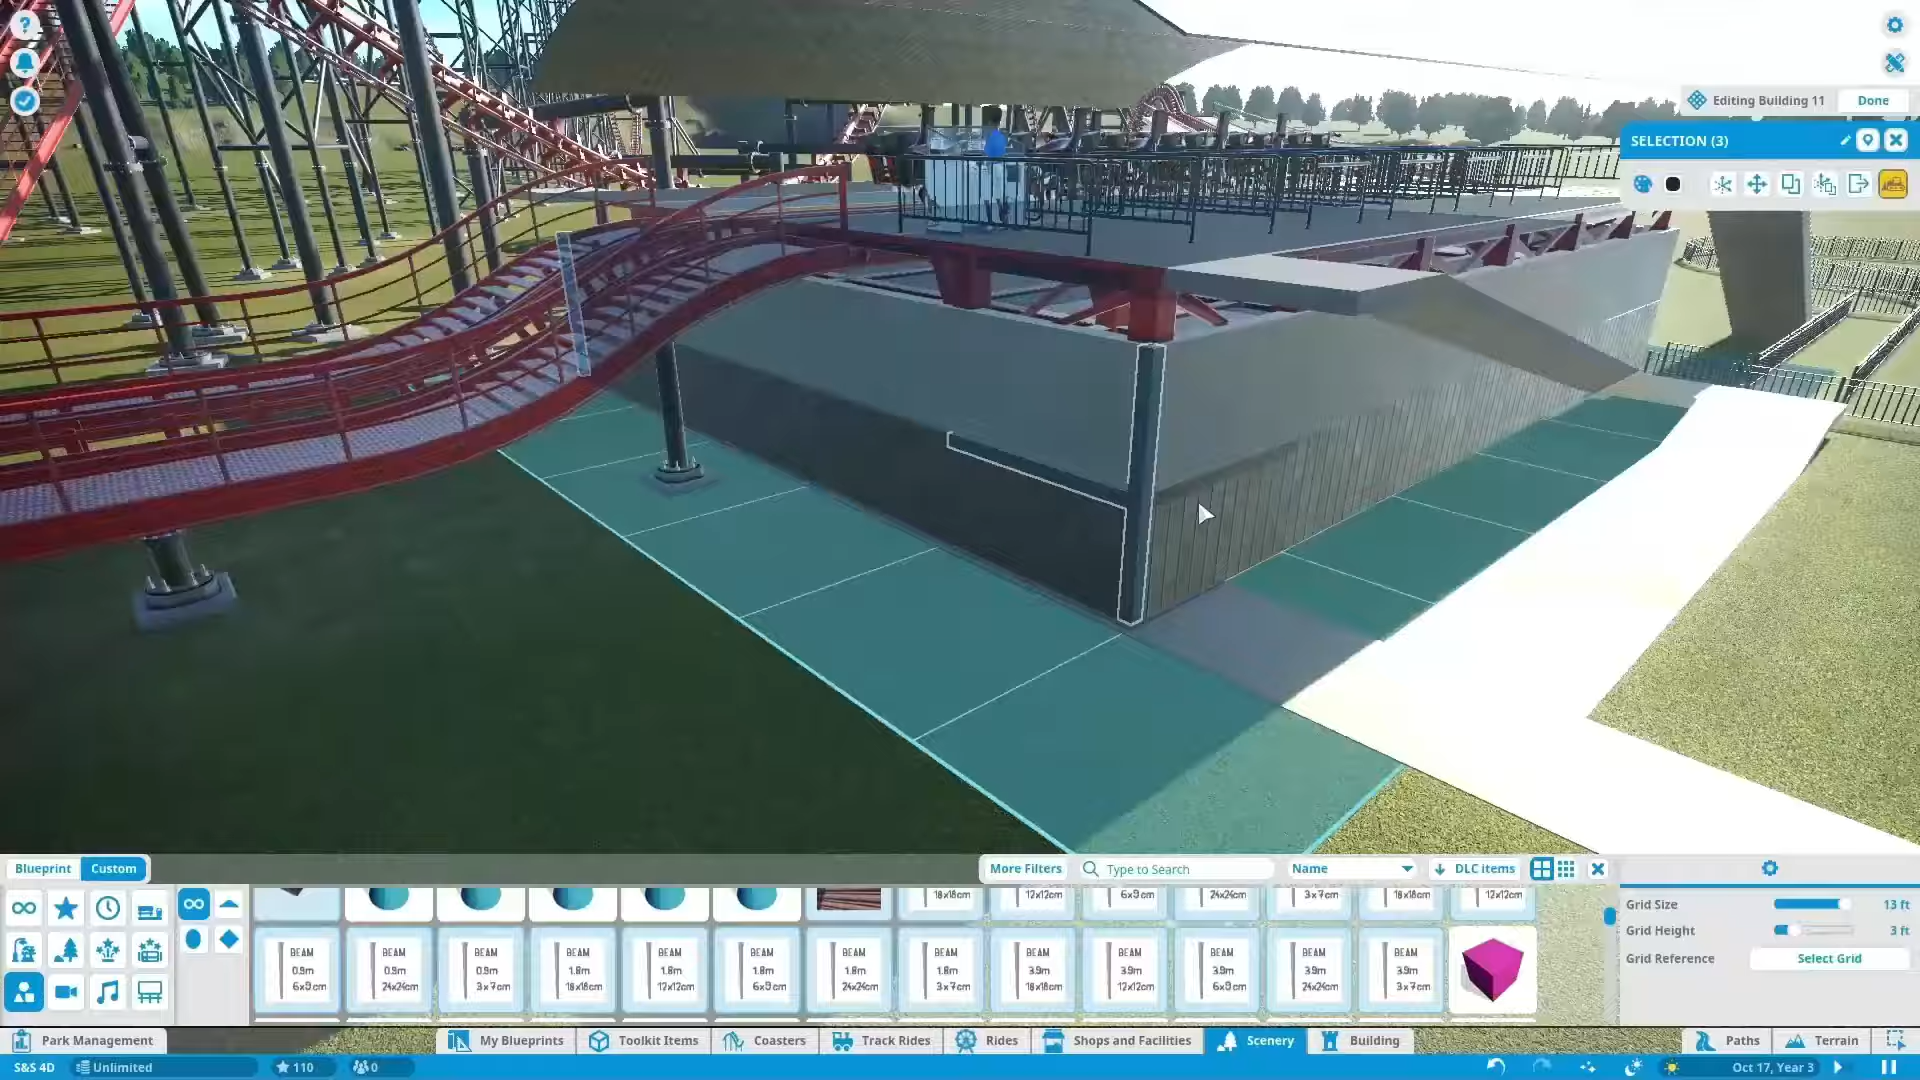 Editing Building 11
Done
SELECTION (3)
Blueprint
Custom
More Filters
Type to Search
Name
DLC items
18x18cm
12x12cm
6x9cm
24x24cm
3x7cm
18x18cm
12x12cm
BEAM
0.9m
6x9cm
BEAM
0.9m
24x24cm
BEAM
0.9m
3x7cm
BEAM
1.8m
18x18cm
BEAM
1.8m
12x12cm
BEAM
1.8m
6x9cm
BEAM
1.8m
24x24cm
BEAM
1.8m
3x7cm
BEAM
3.9m
18x18cm
BEAM
3.9m
12x12cm
BEAM
3.9m
6x9cm
BEAM
3.9m
24x24cm
BEAM
3.9m
3x7cm
Grid Size
13 ft
Grid Height
3 ft
Grid Reference
Select Grid
Park Management
My Blueprints
Toolkit Items
Coasters
Track Rides
Rides
Shops and Facilities
Scenery
Building
Paths
Terrain
S&S 4D
Unlimited
110
0
Oct 17, Year 3